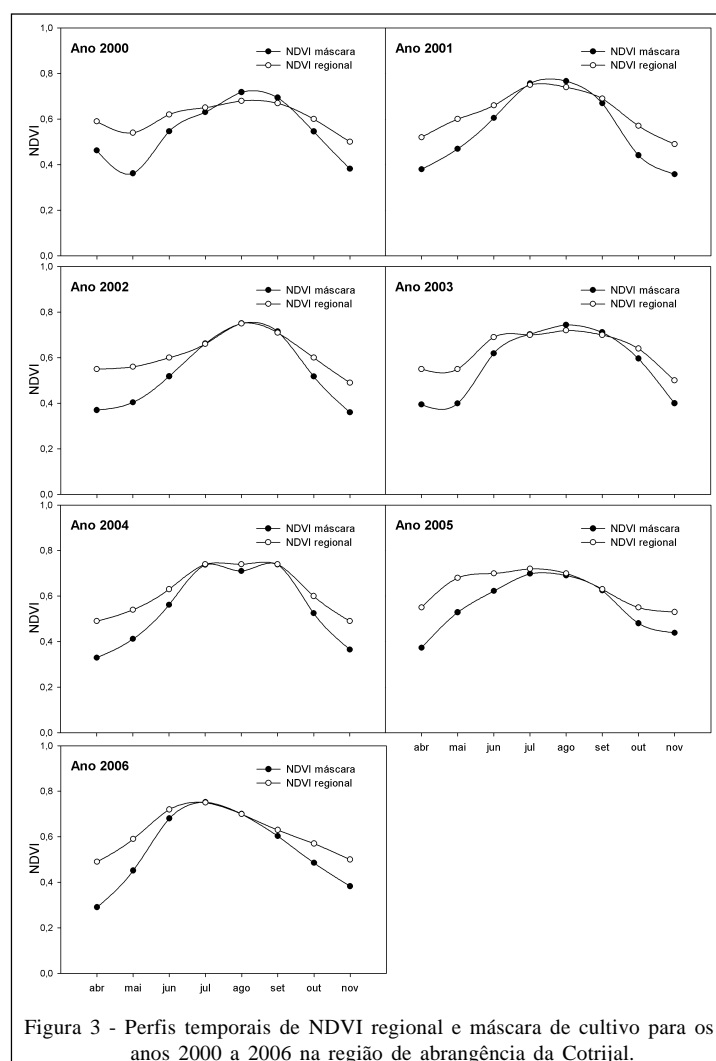 1,0
Ano 2000
NDVI máscara
NDVI regional
0,8
0,6
NDVI
0,4
0,2
0,0
Ano 2001
NDVI máscara
NDVI regional
1,0
Ano 2002
NDVI máscara
NDVI regional
0,8
0,6
NDVI
0,4
0,2
0,0
Ano 2003
NDVI máscara
NDVI regional
1,0
Ano 2004
NDVI máscara
NDVI regional
0,8
0,6
NDVI
0,4
0,2
0,0
Ano 2005
NDVI máscara
NDVI regional
abr mai jun jul ago set out nov
1,0
Ano 2006
NDVI máscara
NDVI regional
0,8
0,6
NDVI
0,4
0,2
0,0
abr mai jun jul ago set out nov
Figura 3 - Perfis temporais de NDVI regional e máscara de cultivo para os
anos 2000 a 2006 na região de abrangência da Cotrijal.